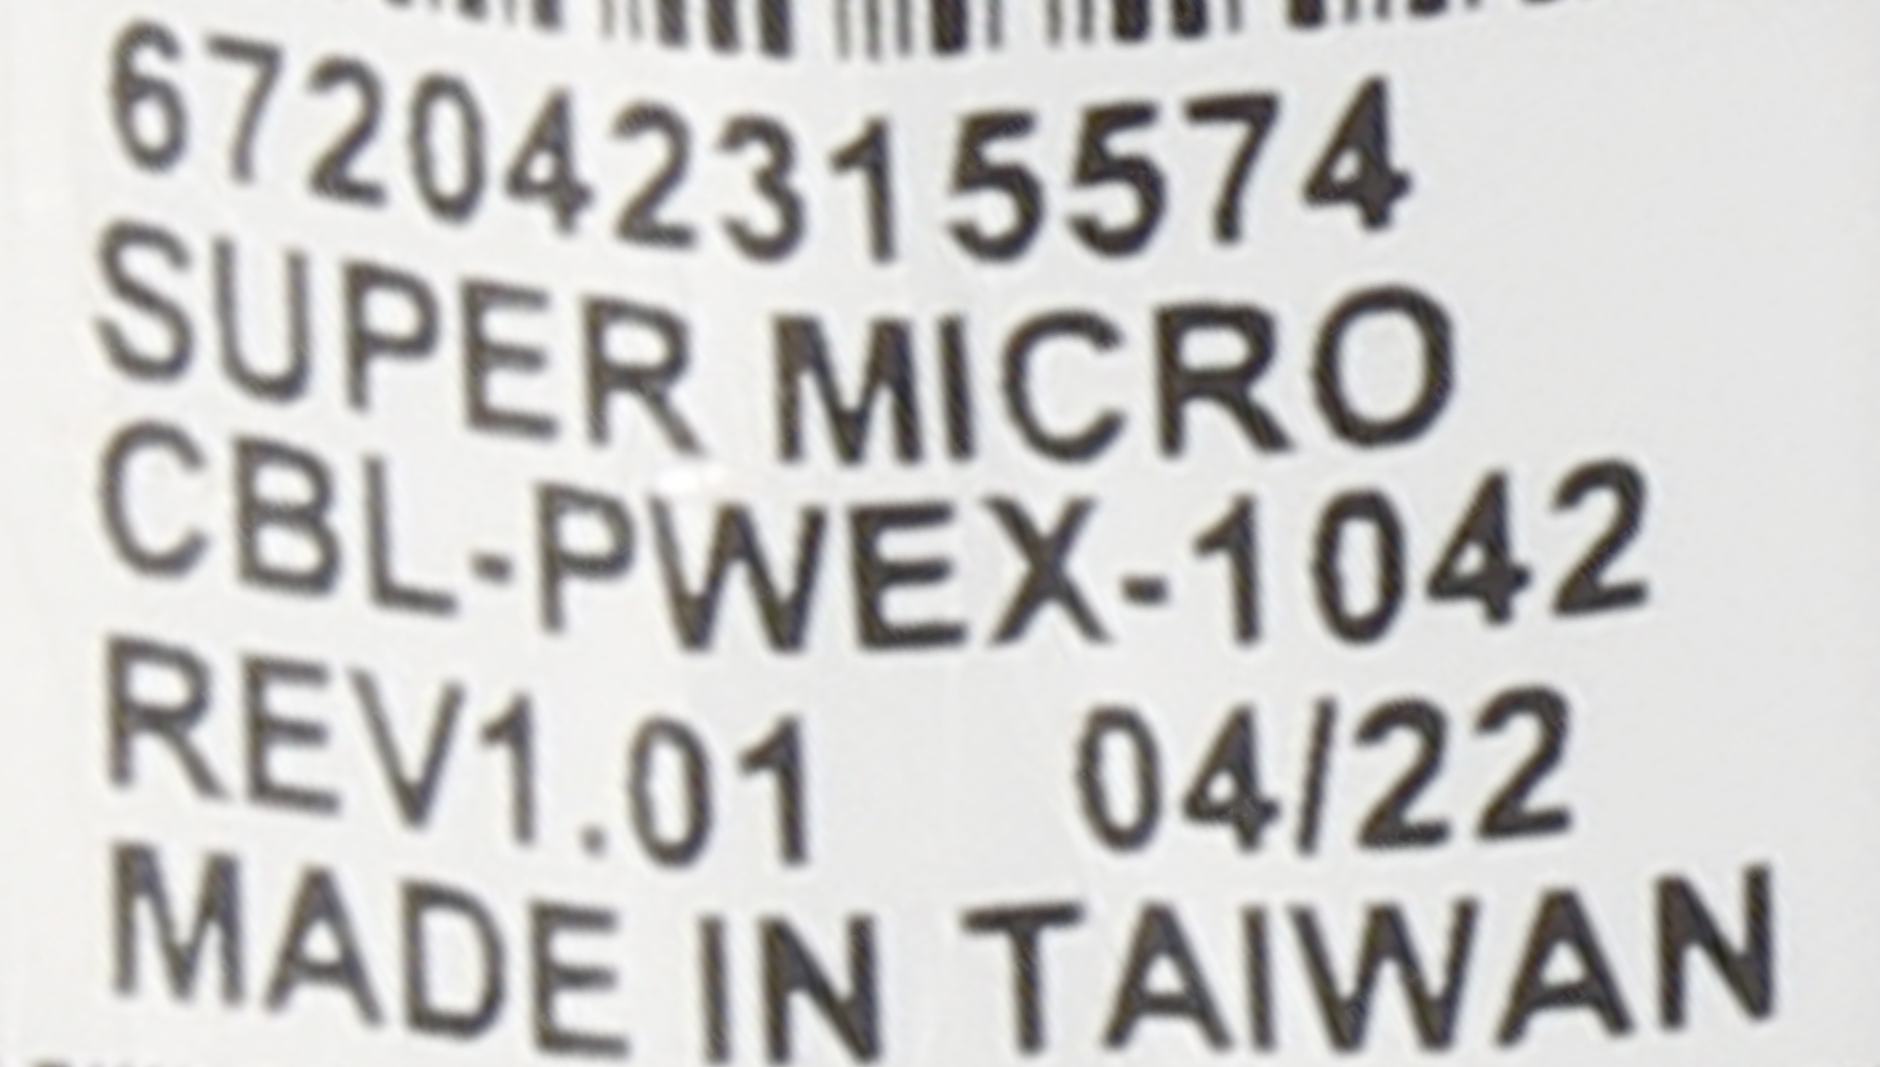 672042315574
SUPER MICRO
CBL-PWEX-1042
REV1.01 04/22
MADE IN TAIWAN